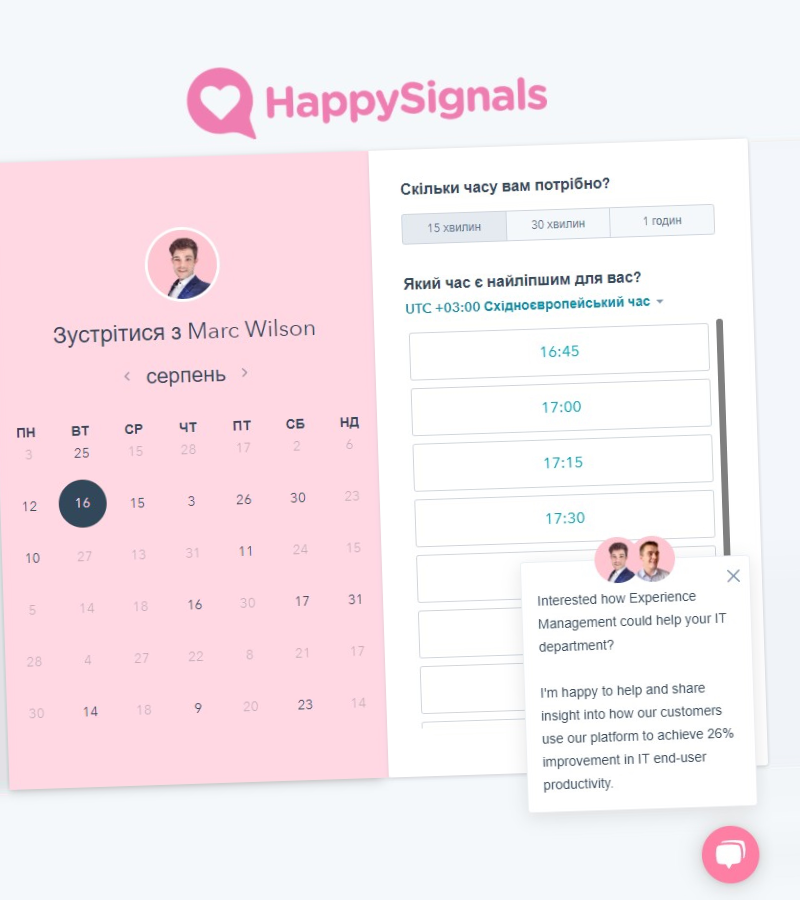 HappySignals
Зустрітися з Marc Wilson
серпень
ПН ВТ СР ЧТ ПТ СБ НД
3 25 15 28 17 2 6
12 16 15 3 26 30 23
10 27 13 31 11 24 15
5 14 18 16 30 17 31
28 4 27 22 8 21 17
30 14 18 9 20 23 14
Скільки часу вам потрібно?
15 хвилин 30 хвилин 1 годин
Який час є найліпшим для вас?
UTC +03:00 Східноєвропейський час
16:45
17:00
17:15
17:30
Interested how Experience
Management could help your IT
department?
I'm happy to help and share
insight into how our customers
use our platform to achieve 26%
improvement in IT end-user
productivity.